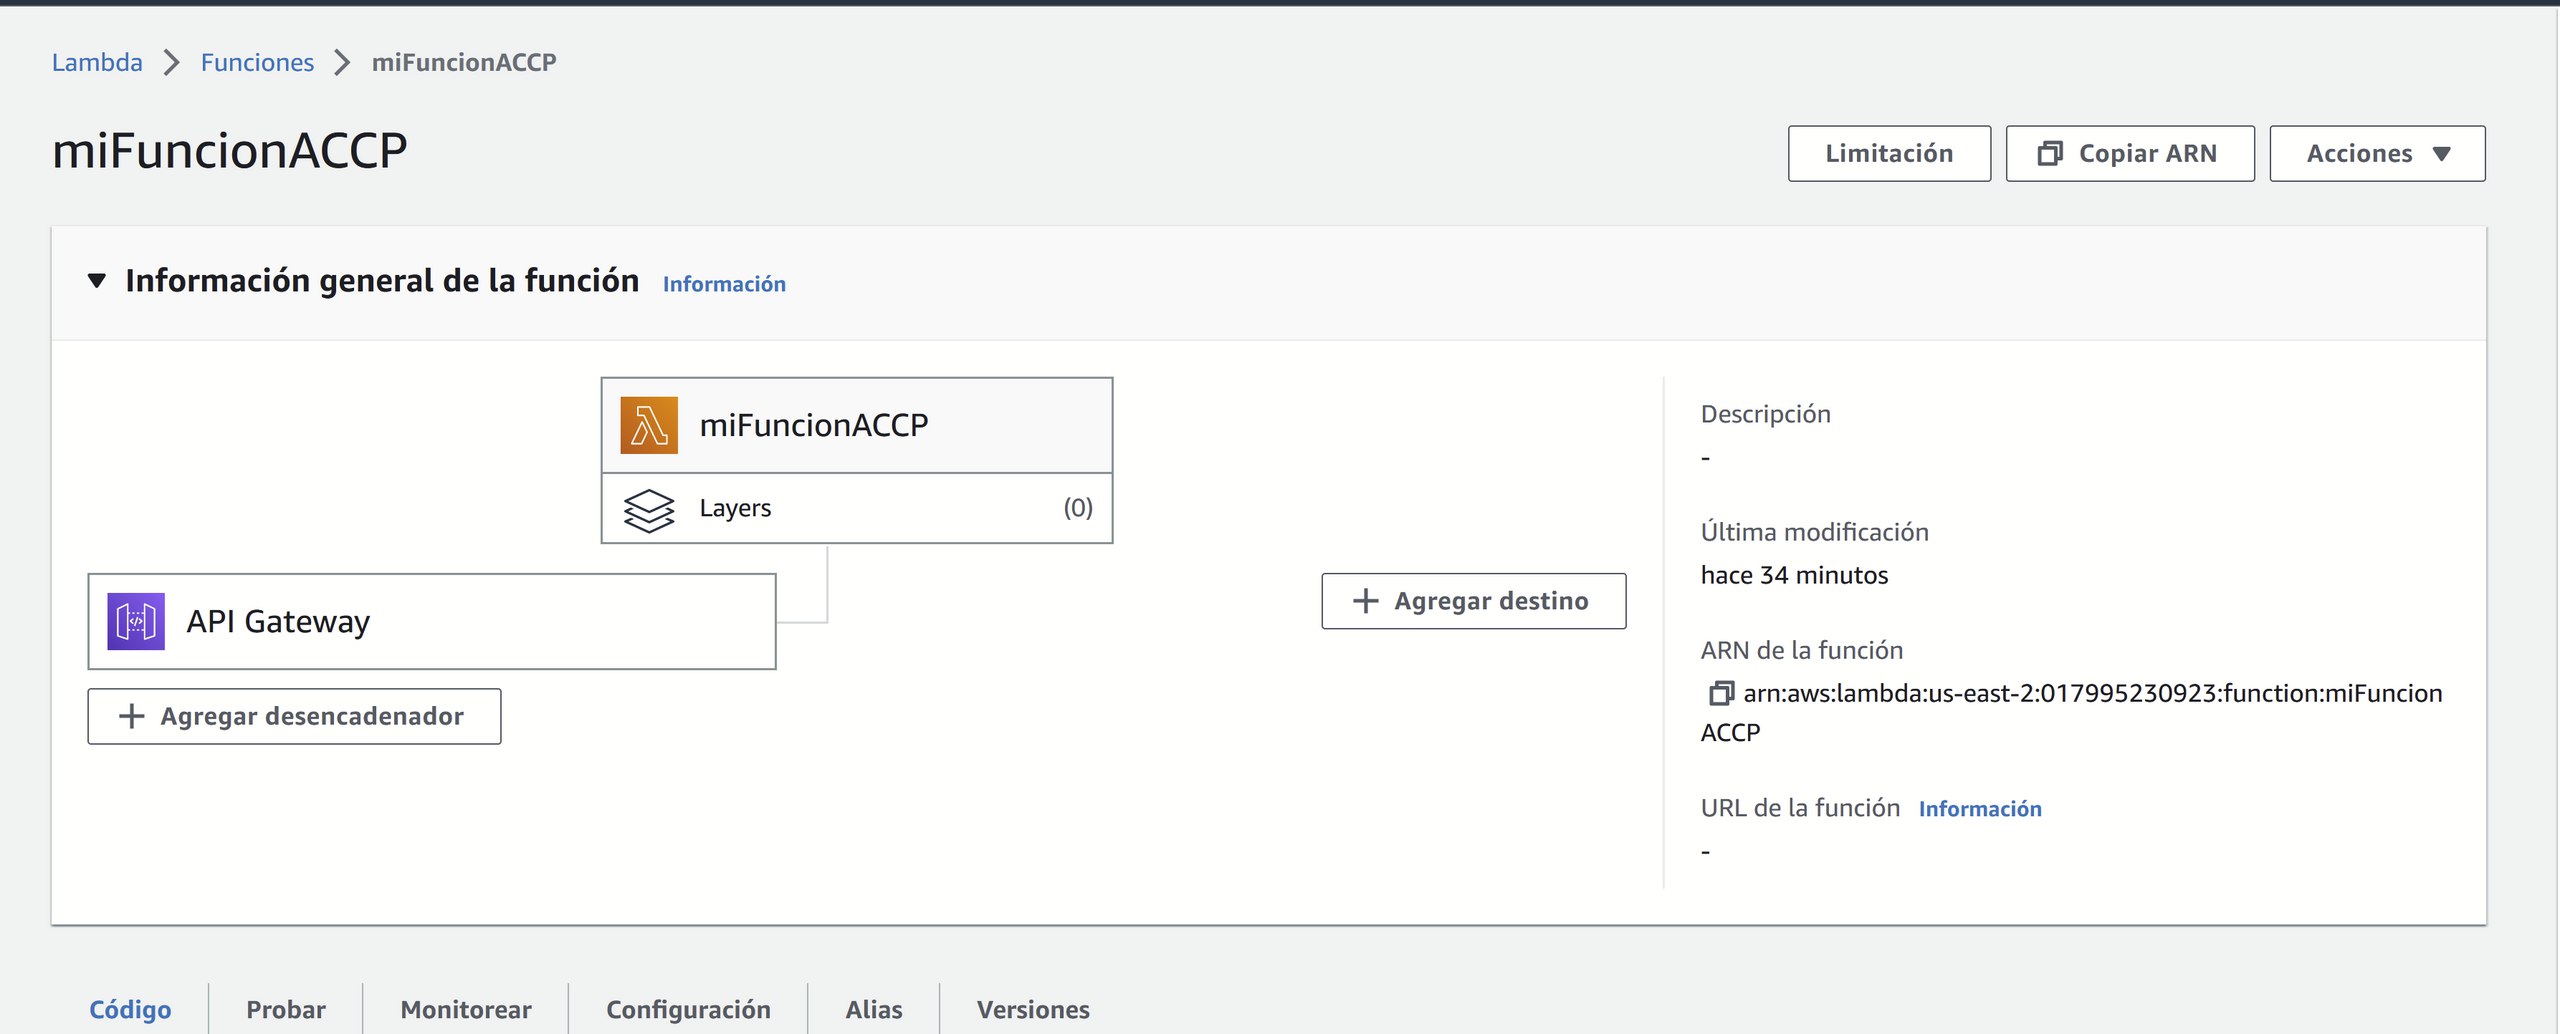 Lambda Funciones miFuncionACCP
miFuncionACCP
Limitación
Copiar ARN
Acciones
Información general de la función Información
miFuncionACCP
Layers (0)
API Gateway
+ Agregar desencadenador
+ Agregar destino
Descripción
-
Última modificación
hace 34 minutos
ARN de la función
arn:aws:lambda:us-east-2:017995230923:function:miFuncion
ACCP
URL de la función Información
-
Código Probar Monitorear Configuración Alias Versiones